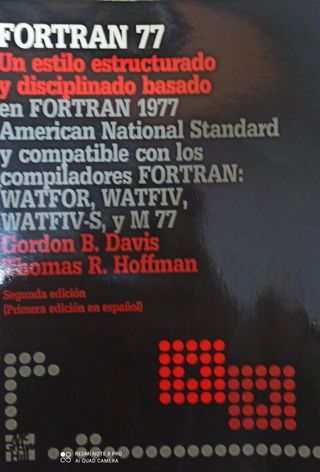 FORTRAN 77
Un estilo estructurado
y disciplinado basado
en FORTRAN 1977
American National Standard
y compatible con los
compiladores FORTRAN:
WATFOR, WATFIV,
WATFIV-S, y M 77
Gordon B. Davis
Thomas R. Hoffman
Segunda edición
(Primera edición en español)
REDMI NOTE 8 PRO
AI QUAD CAMERA